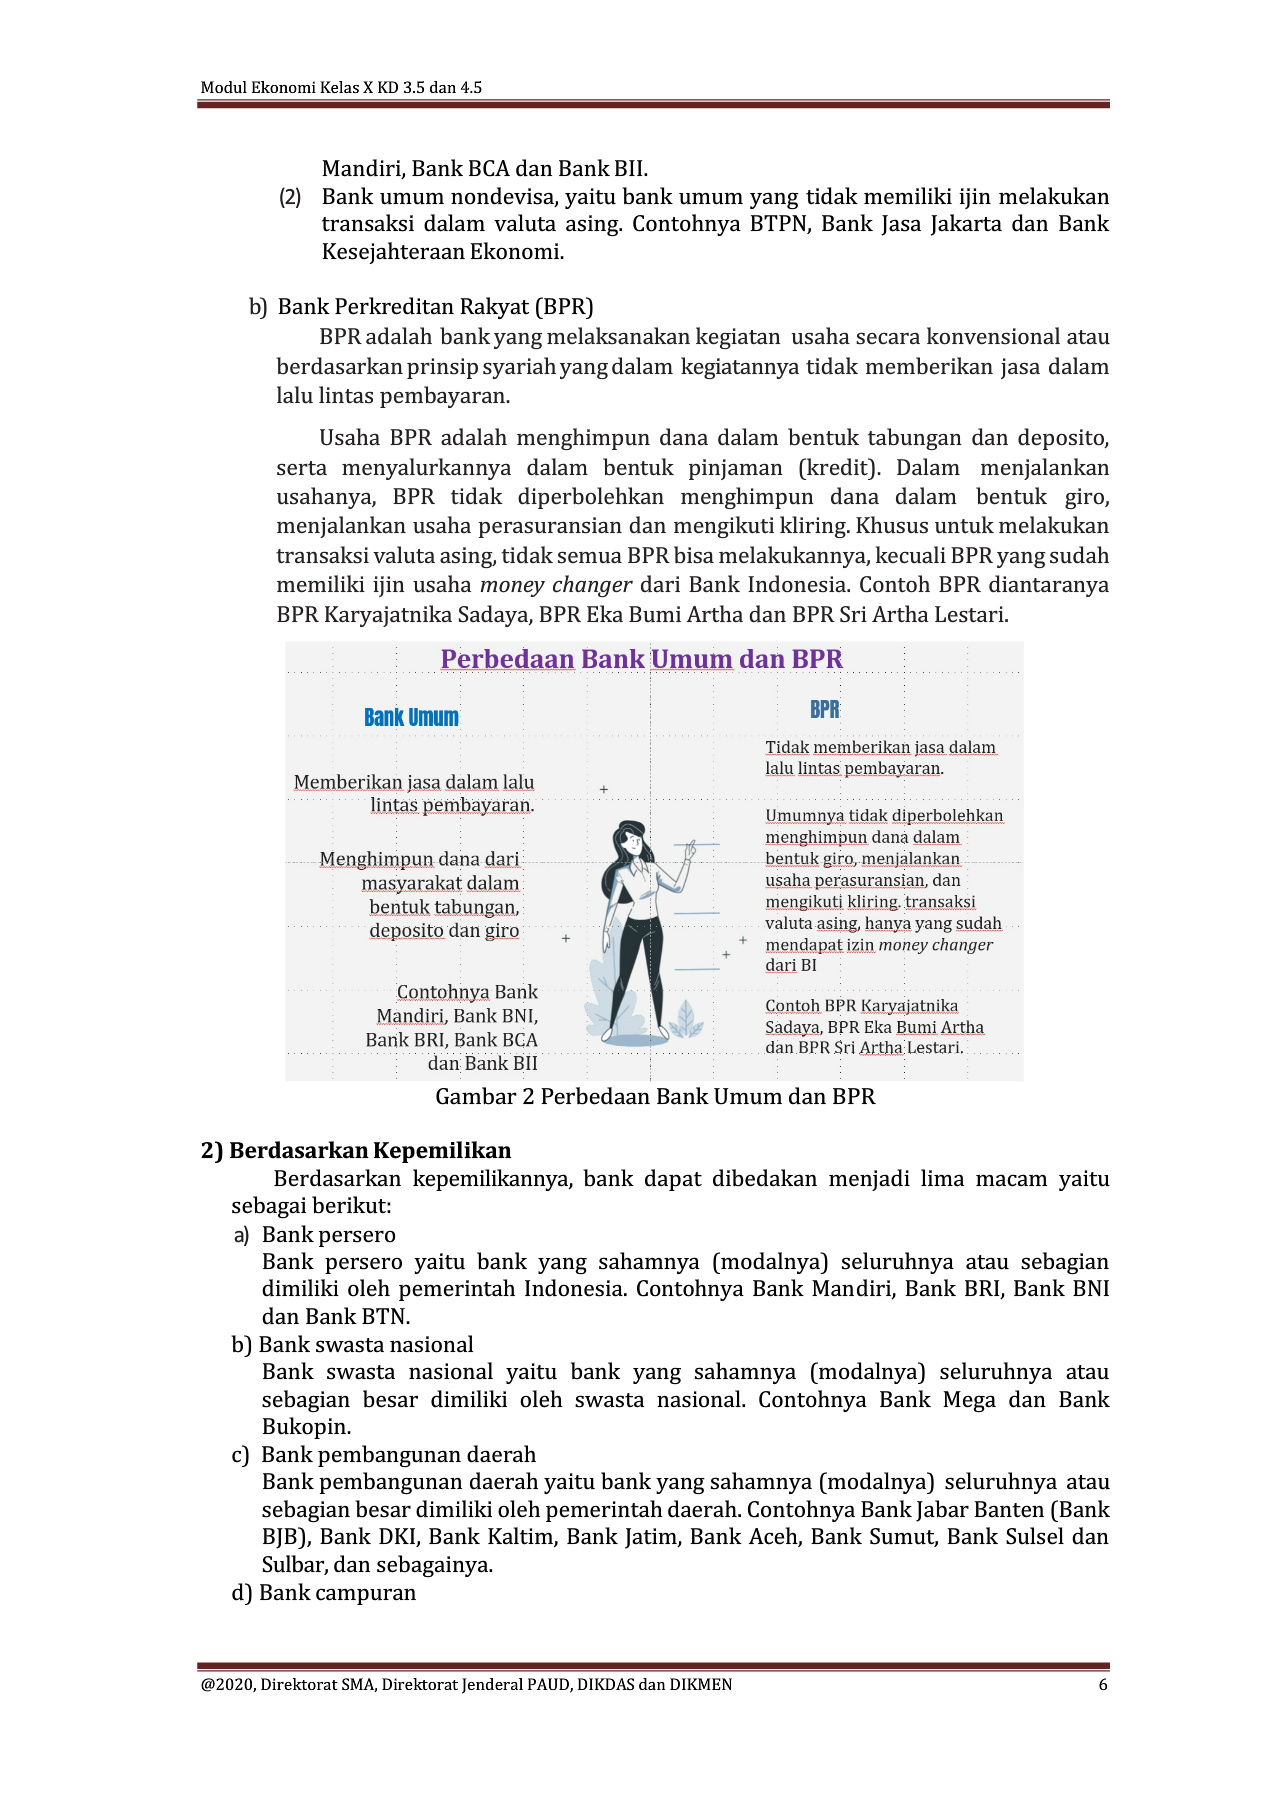 Modul Ekonomi Kelas X KD 3.5 dan 4.5
Mandiri, Bank BCA dan Bank BII.
(2) Bank umum nondevisa, yaitu bank umum yang tidak memiliki ijin melakukan
transaksi dalam valuta asing. Contohnya BTPN, Bank Jasa Jakarta dan Bank
Kesejahteraan Ekonomi.
b) Bank Perkreditan Rakyat (BPR)
BPR adalah bank yang melaksanakan kegiatan usaha secara konvensional atau
berdasarkan prinsip syariah yang dalam kegiatannya tidak memberikan jasa dalam
lalu lintas pembayaran.
Usaha BPR adalah menghimpun dana dalam bentuk tabungan dan deposito,
serta menyalurkannya dalam bentuk pinjaman (kredit). Dalam menjalankan
usahanya, BPR tidak diperbolehkan menghimpun dana dalam bentuk giro,
menjalankan usaha perasuransian dan mengikuti kliring. Khusus untuk melakukan
transaksi valuta asing, tidak semua BPR bisa melakukannya, kecuali BPR yang sudah
memiliki ijin usaha money changer dari Bank Indonesia. Contoh BPR diantaranya
BPR Karyajatnika Sadaya, BPR Eka Bumi Artha dan BPR Sri Artha Lestari.
Perbedaan Bank Umum dan BPR
Bank Umum
Memberikan jasa dalam lalu
lintas pembayaran.
Menghimpun dana dari
masyarakat dalam
bentuk tabungan,
deposito dan giro
Contohnya Bank
Mandiri, Bank BNI,
Bank BRI, Bank BCA
dan Bank BII
BPR
Tidak memberikan jasa dalam
lalu lintas pembayaran.
Umumnya tidak diperbolehkan
menghimpun dana dalam
bentuk giro, menjalankan
usaha perasuransian, dan
mengikuti kliring. transaksi
valuta asing, hanya yang sudah
mendapat izin money changer
dari BI
Contoh BPR Karyajatnika
Sadaya, BPR Eka Bumi Artha
dan BPR Sri Artha Lestari.
Gambar 2 Perbedaan Bank Umum dan BPR
2) Berdasarkan Kepemilikan
Berdasarkan kepemilikannya, bank dapat dibedakan menjadi lima macam yaitu
sebagai berikut:
a) Bank persero
Bank persero yaitu bank yang sahamnya (modalnya) seluruhnya atau sebagian
dimiliki oleh pemerintah Indonesia. Contohnya Bank Mandiri, Bank BRI, Bank BNI
dan Bank BTN.
b) Bank swasta nasional
Bank swasta nasional yaitu bank yang sahamnya (modalnya) seluruhnya atau
sebagian besar dimiliki oleh swasta nasional. Contohnya Bank Mega dan Bank
Bukopin.
c) Bank pembangunan daerah
Bank pembangunan daerah yaitu bank yang sahamnya (modalnya) seluruhnya atau
sebagian besar dimiliki oleh pemerintah daerah. Contohnya Bank Jabar Banten (Bank
BJB), Bank DKI, Bank Kaltim, Bank Jatim, Bank Aceh, Bank Sumut, Bank Sulsel dan
Sulbar, dan sebagainya.
d) Bank campuran
@2020, Direktorat SMA, Direktorat Jenderal PAUD, DIKDAS dan DIKMEN 6